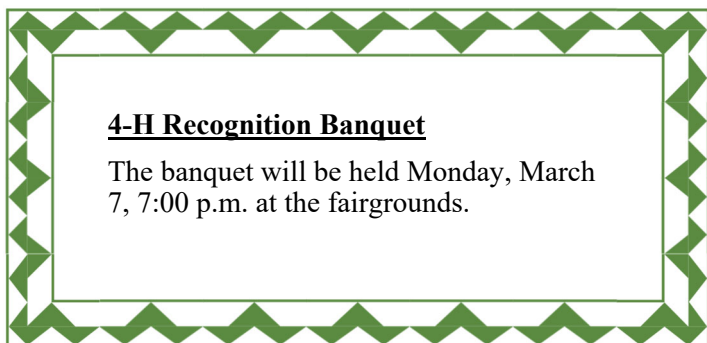 4-H Recognition Banquet
The banquet will be held Monday, March
7, 7:00 p.m. at the fairgrounds.